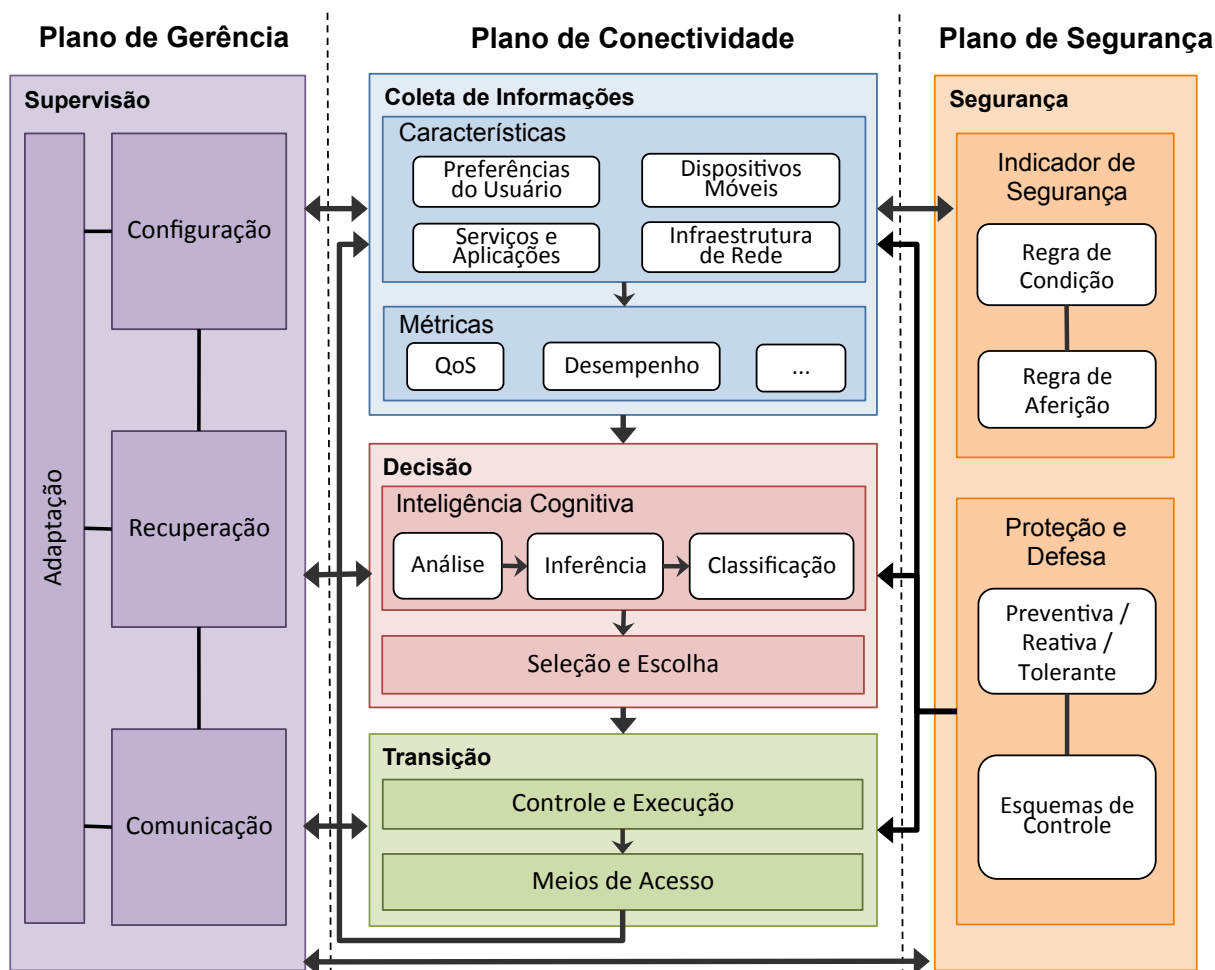 Plano de Gerência
Plano de Conectividade
Plano de Segurança
Supervisão
Adaptação
Configuração
Recuperação
Comunicação
Coleta de Informações
Características
Preferências
do Usuário
Dispositivos
Móveis
Serviços e
Aplicações
Infraestrutura
de Rede
Métricas
QoS
Desempenho
...
Decisão
Inteligência Cognitiva
Análise
Inferência
Classificação
Seleção e Escolha
Transição
Controle e Execução
Meios de Acesso
Segurança
Indicador de
Segurança
Regra de
Condição
Regra de
Aferição
Proteção e
Defesa
Preventiva /
Reativa /
Tolerante
Esquemas de
Controle